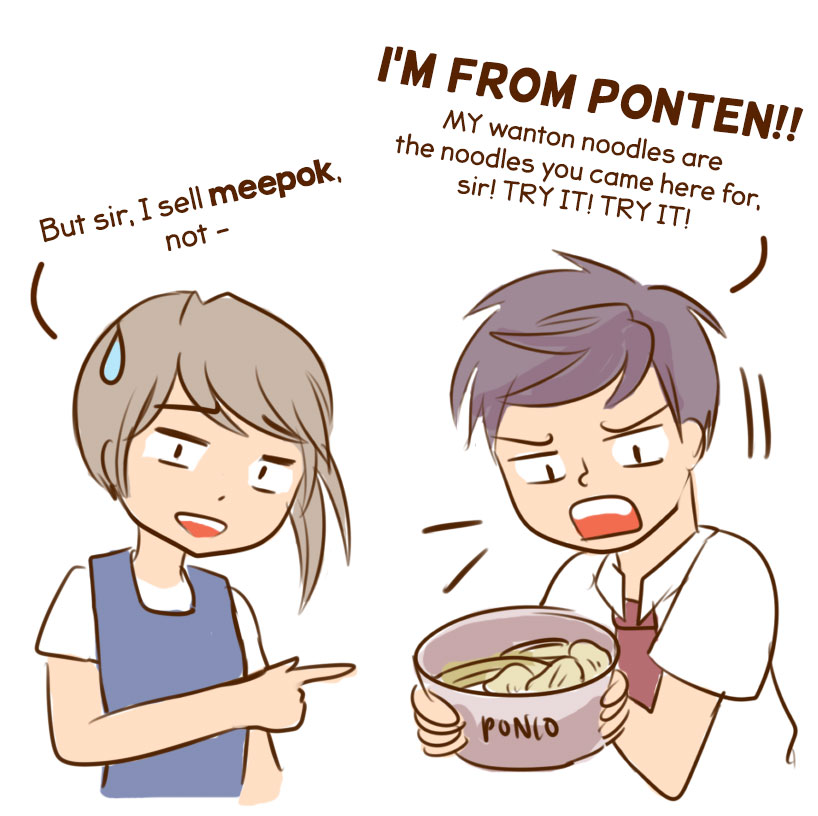 But sir, I sell meepok,
not –
I'M FROM PONTEN!!
MY wanton noodles are
the noodles you came here for,
sir! TRY IT! TRY IT!
PON10